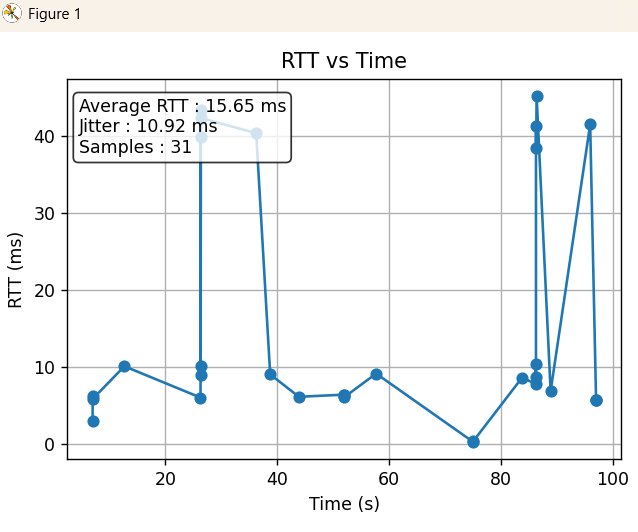 Figure 1
RTT vs Time
Average RTT : 15.65 ms
Jitter : 10.92 ms
Samples : 31
40
30
20
10
0
RTT (ms)
20 40 60 80 100
Time (s)